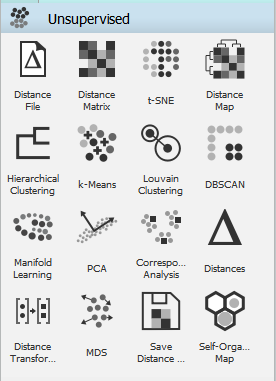 Unsupervised
Distance File
Distance Matrix
t-SNE
Distance Map
Hierarchical Clustering
k-Means
Louvain Clustering
DBSCAN
Manifold Learning
PCA
Correspo... Analysis
Distances
Distance Transfor...
MDS
Save Distance ...
Self-Orga... Map